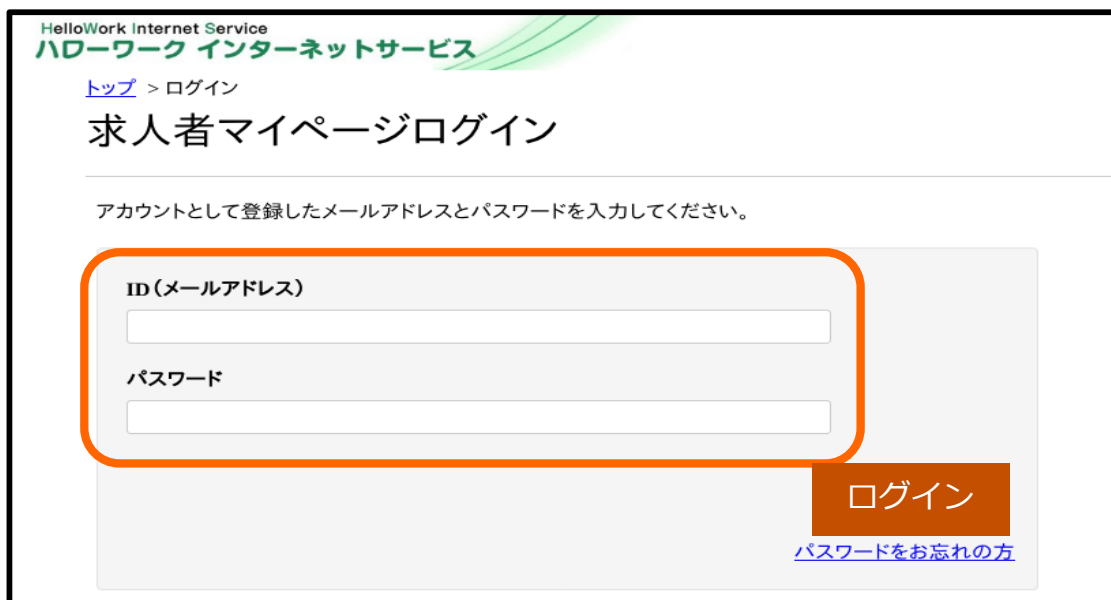 HelloWork Internet Service
ハローワーク インターネットサービス
トップ ＞ログイン
求人者マイページログイン
アカウントとして登録したメールアドレスとパスワードを入力してください。
ID（メールアドレス）
パスワード
ログイン
パスワードをお忘れの方